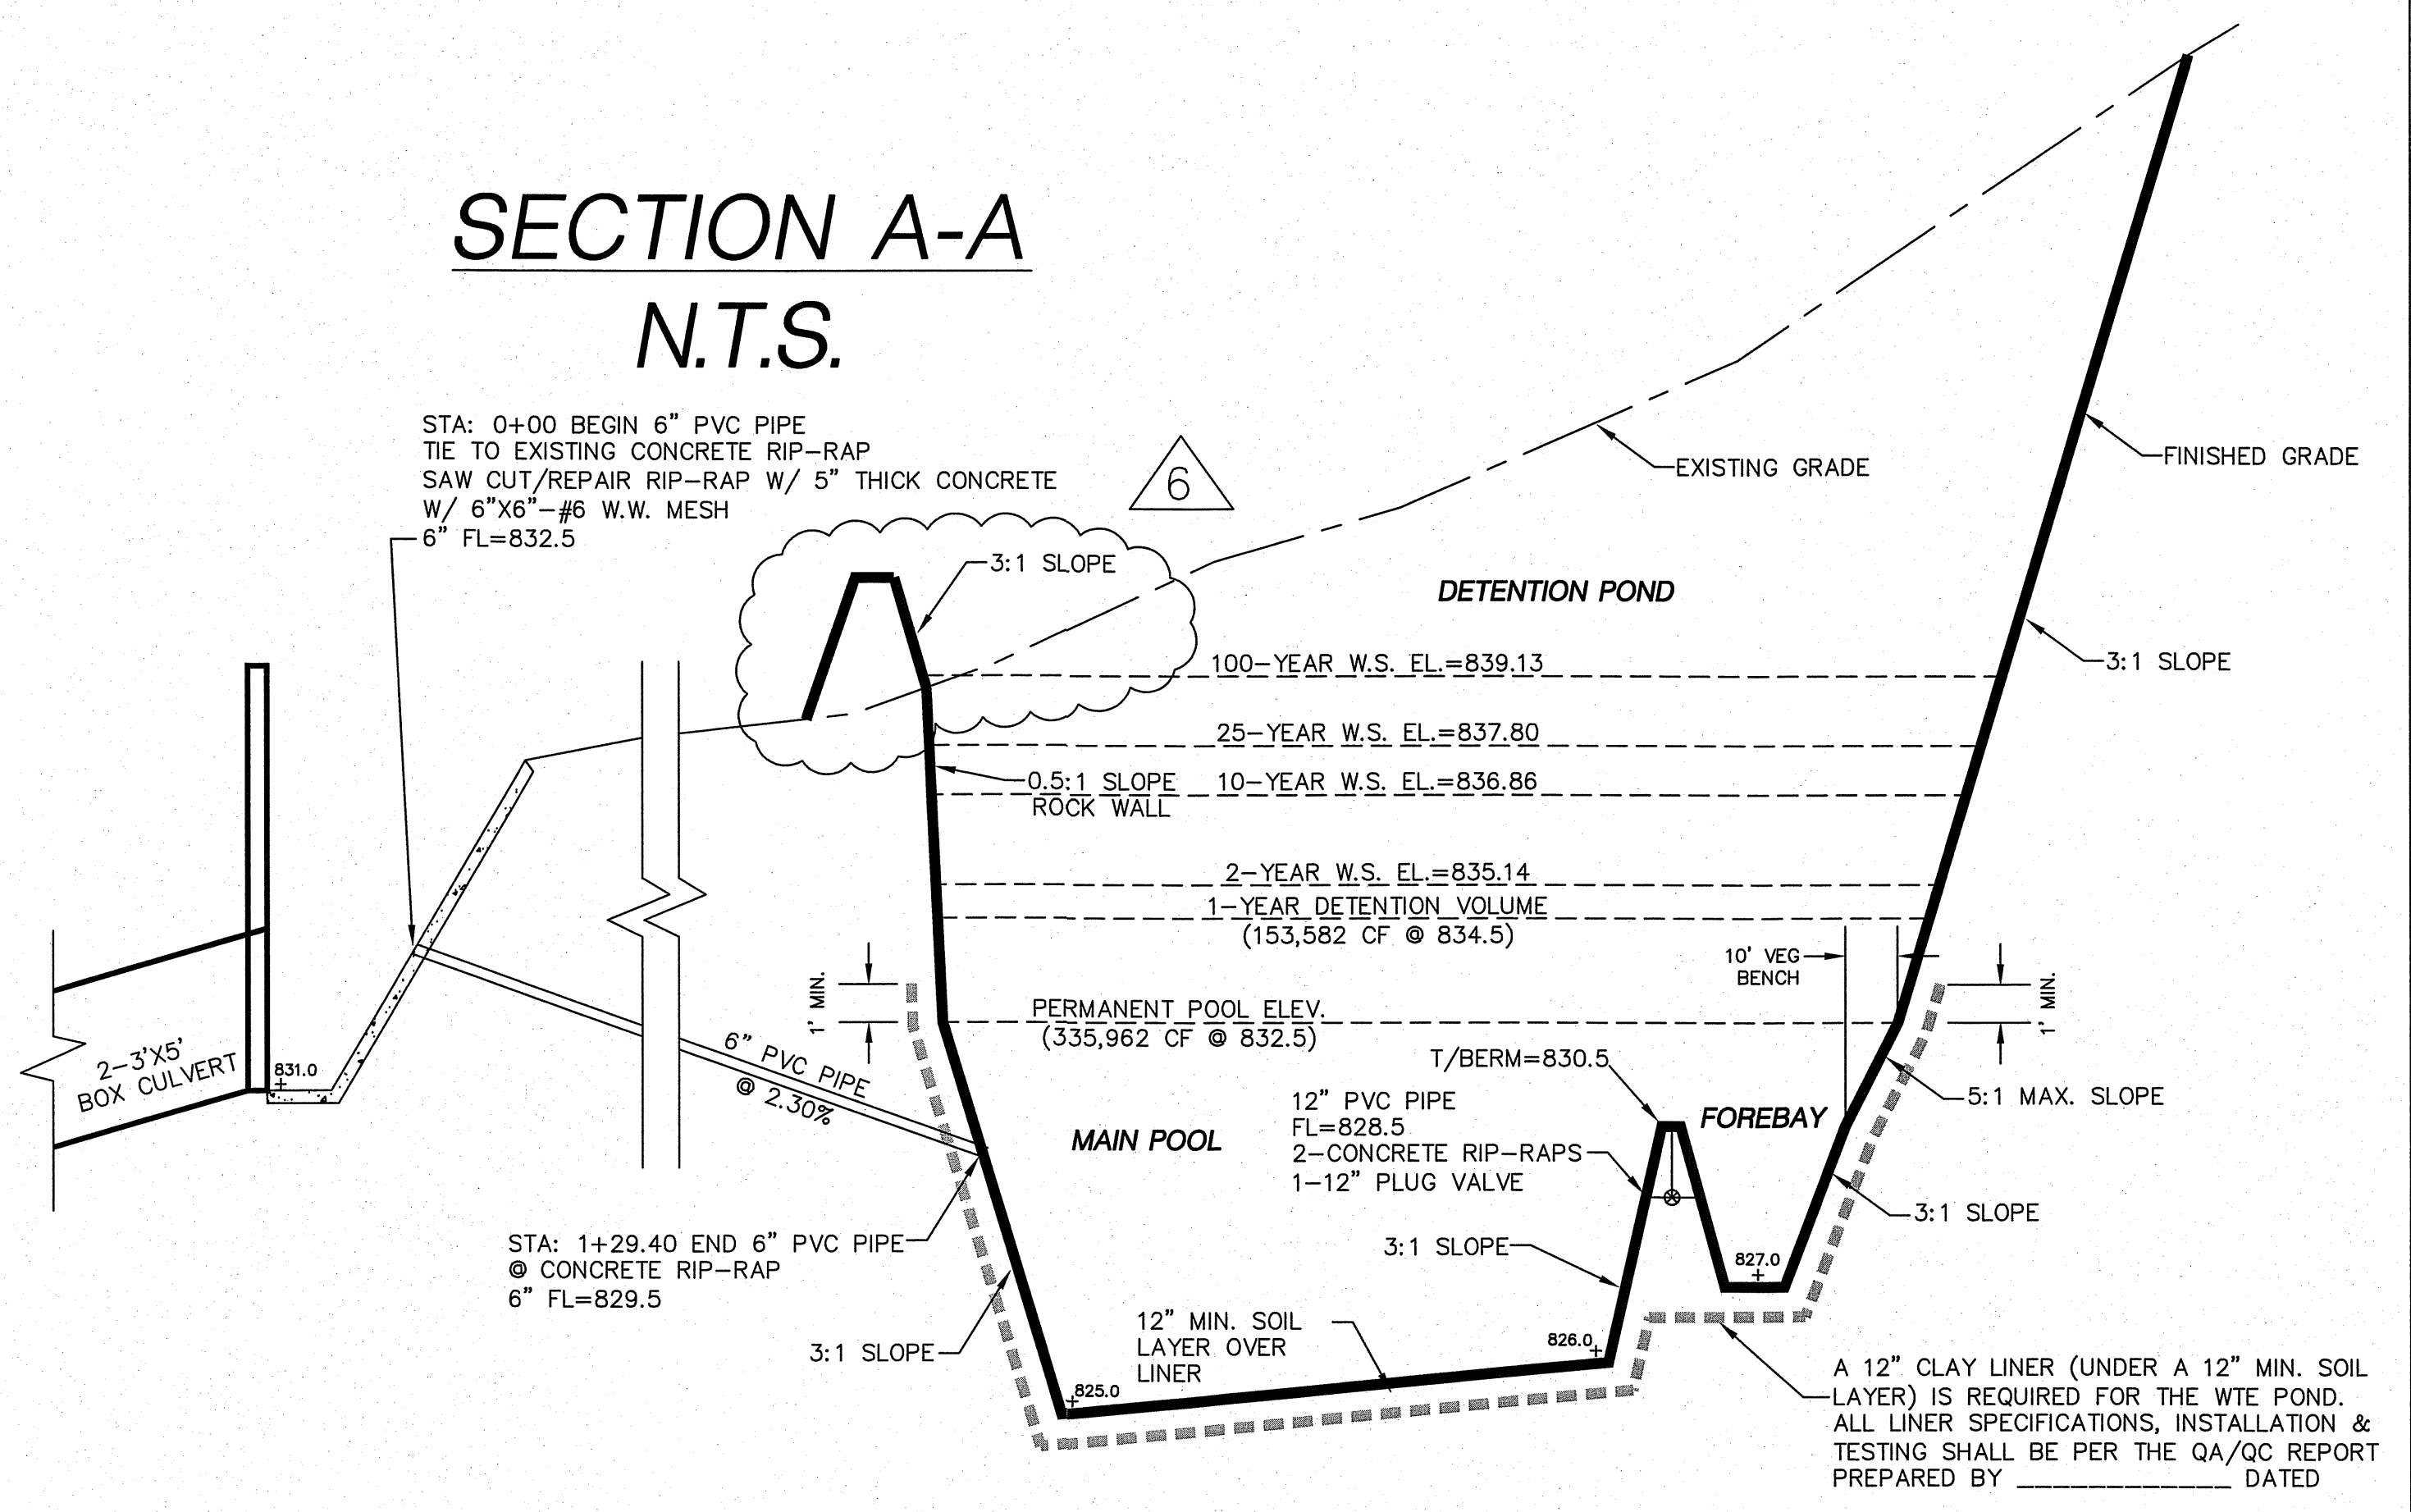 SECTION A-A
N.T.S.
STA: 0+00 BEGIN 6" PVC PIPE
TIE TO EXISTING CONCRETE RIP-RAP
SAW CUT/REPAIR RIP-RAP W/ 5" THICK CONCRETE
W/ 6"X6"-#6 W.W. MESH
6" FL=832.5
6
3:1 SLOPE
EXISTING GRADE
FINISHED GRADE
DETENTION POND
100-YEAR W.S. EL.=839.13
3:1 SLOPE
25-YEAR W.S. EL.=837.80
0.5:1 SLOPE
ROCK WALL
10-YEAR W.S. EL.=836.86
2-YEAR W.S. EL.=835.14
1-YEAR DETENTION VOLUME
(153,582 CF @ 834.5)
10' VEG
BENCH
1' MIN.
1' MIN.
PERMANENT POOL ELEV.
(335,962 CF @ 832.5)
2-3'X5'
BOX CULVERT
831.0
6" PVC PIPE
@ 2.30%
T/BERM=830.5
12" PVC PIPE
FL=828.5
2-CONCRETE RIP-RAPS
1-12" PLUG VALVE
MAIN POOL
FOREBAY
5:1 MAX. SLOPE
3:1 SLOPE
STA: 1+29.40 END 6" PVC PIPE
@ CONCRETE RIP-RAP
6" FL=829.5
3:1 SLOPE
827.0
3:1 SLOPE
12" MIN. SOIL
LAYER OVER
LINER
826.0
825.0
A 12" CLAY LINER (UNDER A 12" MIN. SOIL
LAYER) IS REQUIRED FOR THE WTE POND.
ALL LINER SPECIFICATIONS, INSTALLATION &
TESTING SHALL BE PER THE QA/QC REPORT
PREPARED BY _____________ DATED